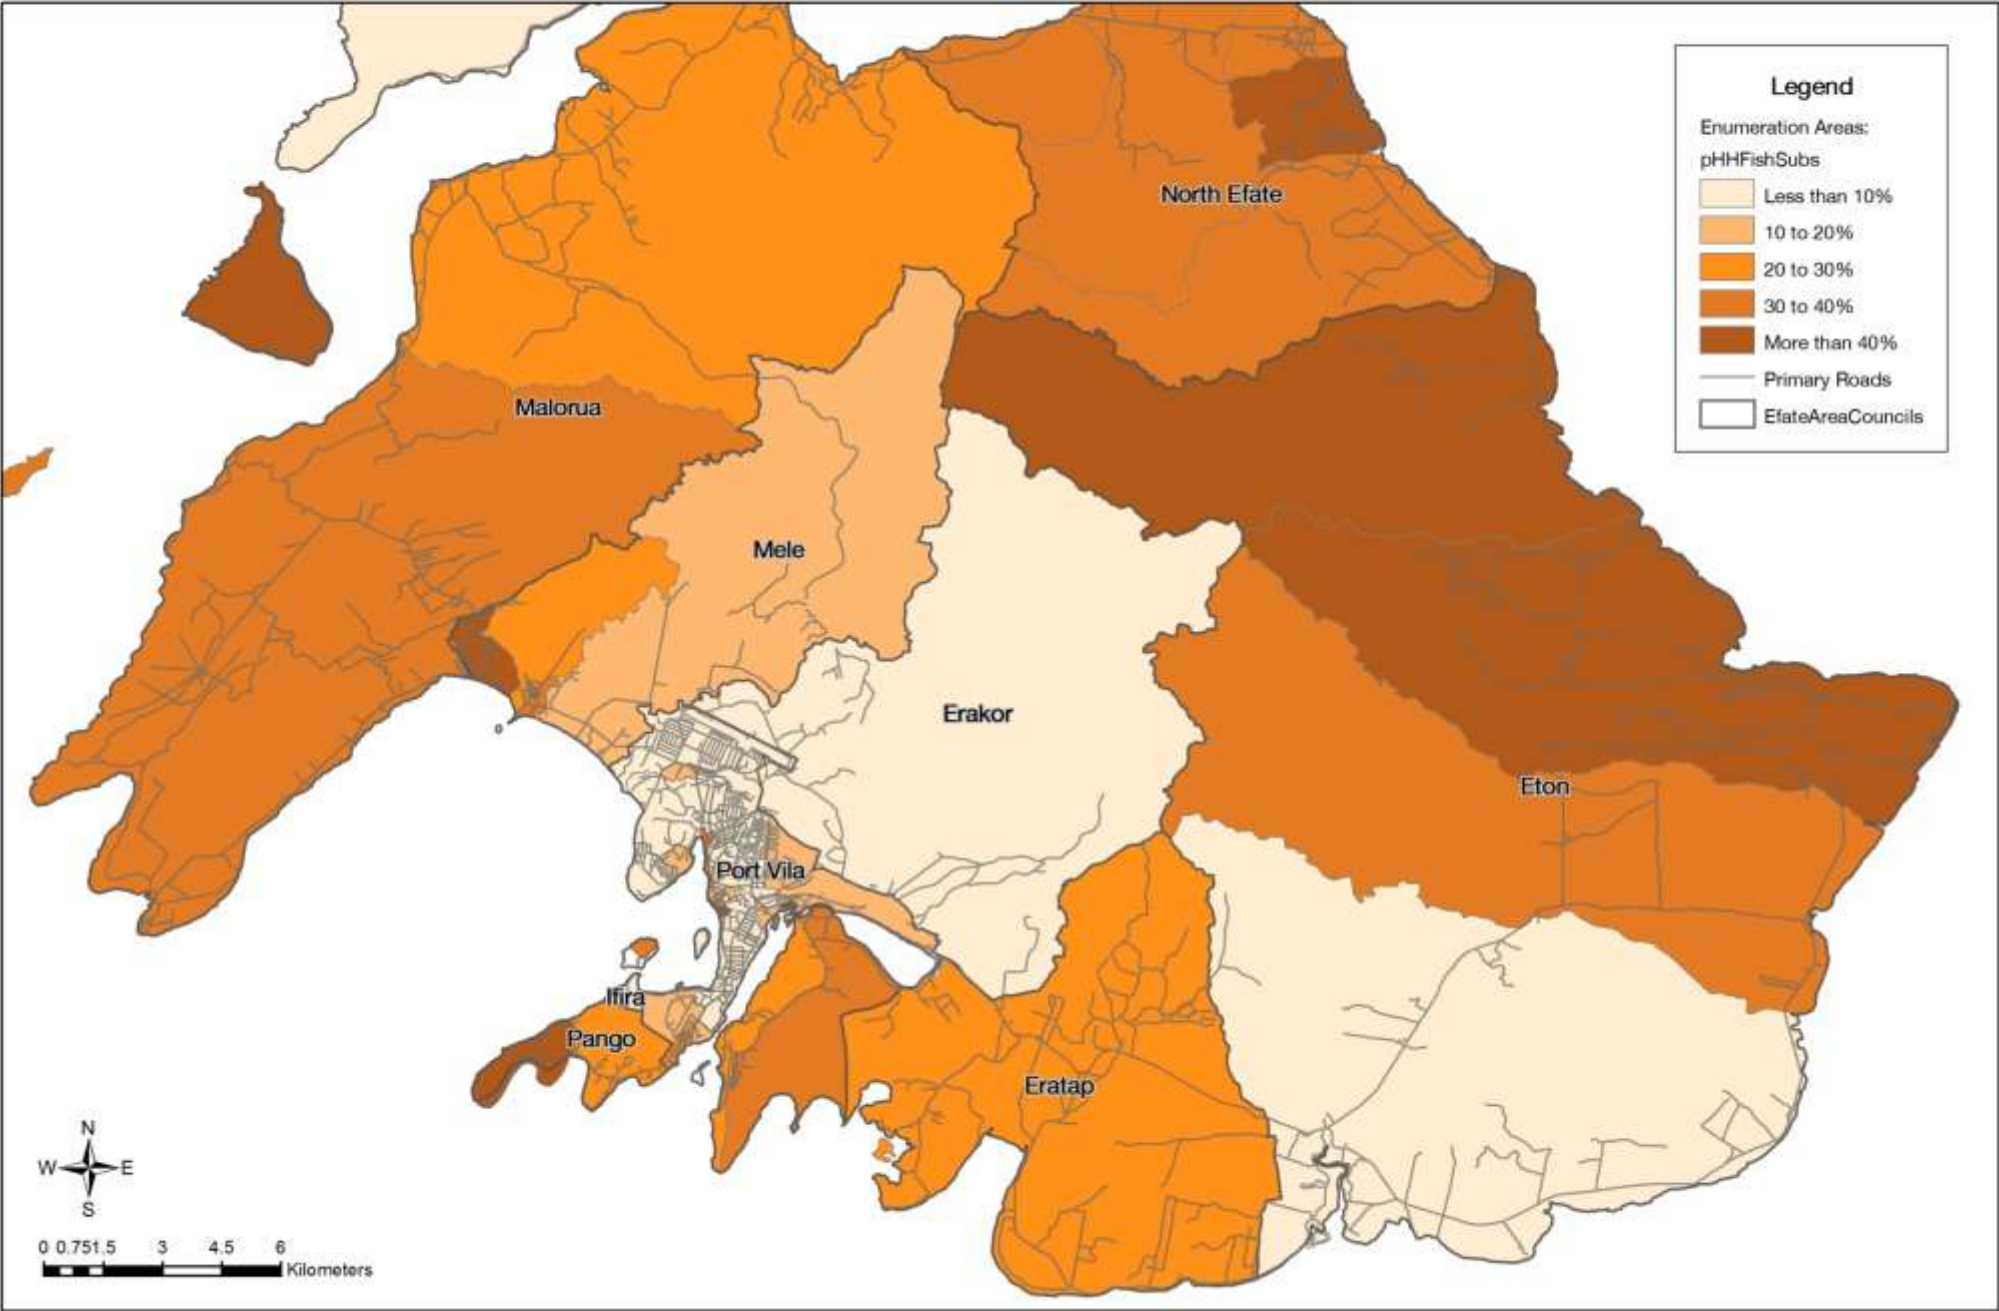 Legend
Enumeration Areas:
pHHFishSubs
Less than 10%
10 to 20%
20 to 30%
30 to 40%
More than 40%
Primary Roads
EfateAreaCouncils
North Efate
Malorua
Mele
Erakor
Eton
Port Vila
Ifira
Pango
Eratap
N
W E
S
0 0.751.5 3 4.5 6
Kilometers